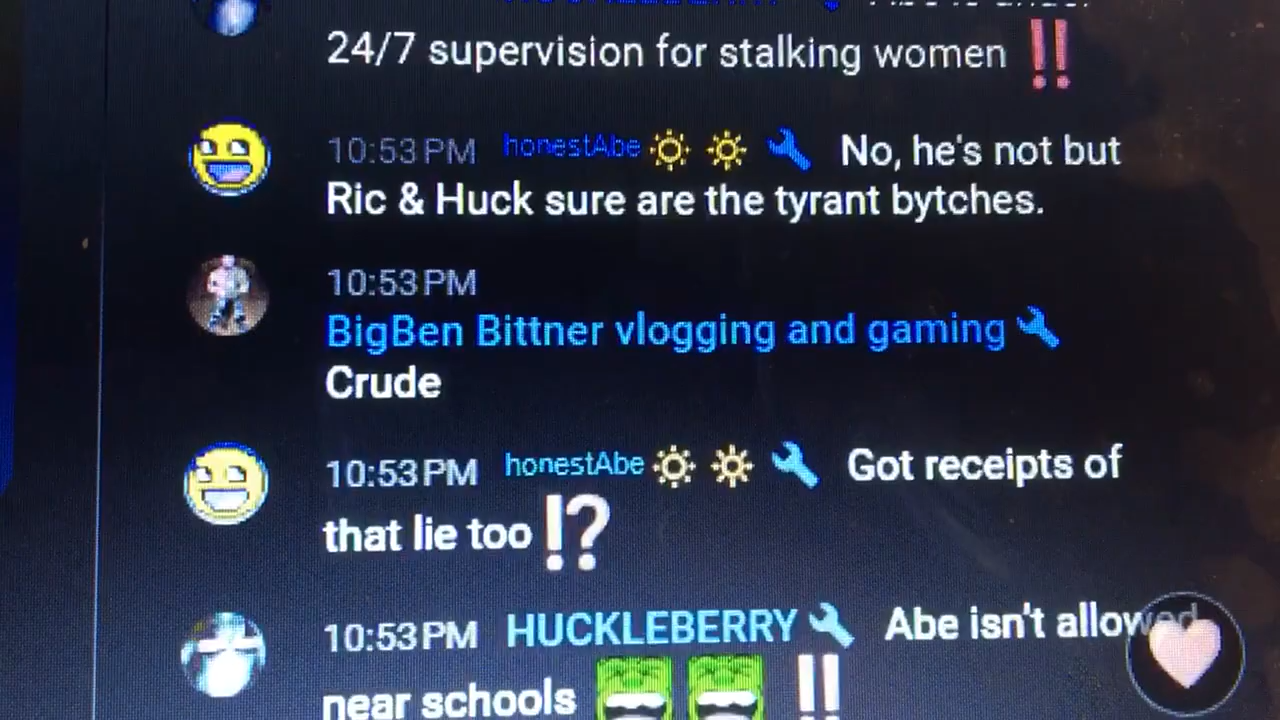 24/7 supervision for stalking women ‼
10:53 PM honestAbe🔅🔅🔧 No, he's not but
Ric & Huck sure are the tyrant bytches.
10:53 PM
BigBen Bittner vlogging and gaming🔧
Crude
10:53 PM honestAbe🔅🔅🔧 Got receipts of
that lie too ⁉
10:53 PM HUCKLEBERRY🔧 Abe isn't allowed
near schools ‼